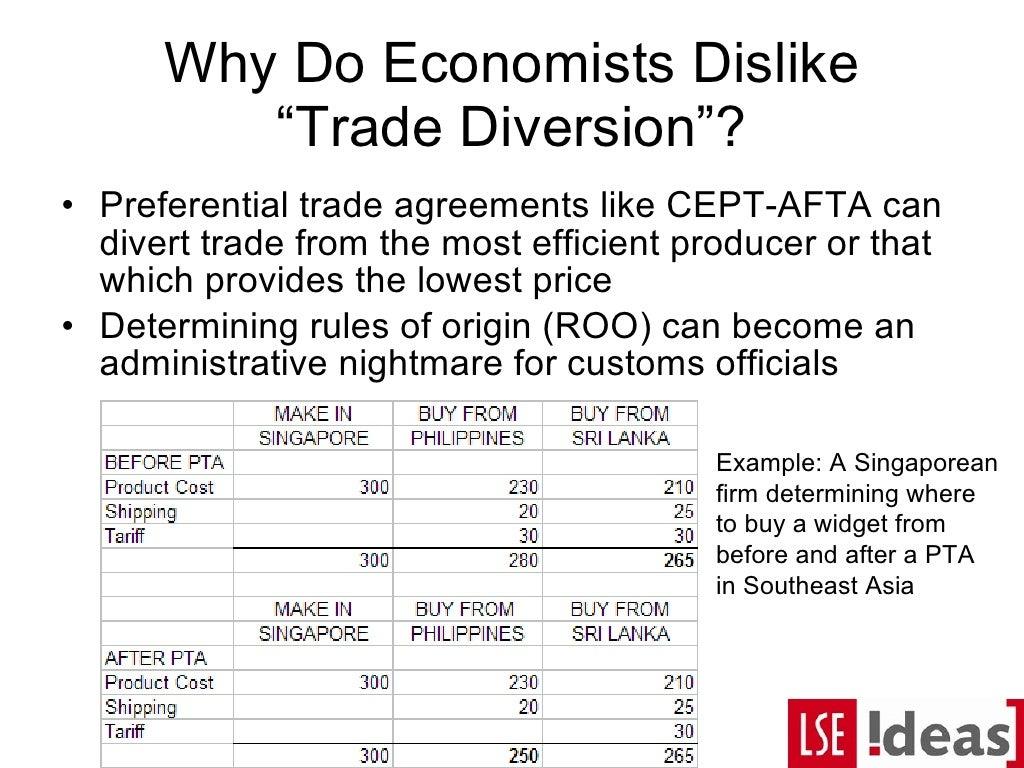 Why Do Economists Dislike
“Trade Diversion”?
• Preferential trade agreements like CEPT-AFTA can
divert trade from the most efficient producer or that
which provides the lowest price
• Determining rules of origin (ROO) can become an
administrative nightmare for customs officials
MAKE IN BUY FROM BUY FROM
SINGAPORE PHILIPPINES SRI LANKA
BEFORE PTA
Product Cost 300 230 210
Shipping 20 25
Tariff 30 30
300 280 265
MAKE IN BUY FROM BUY FROM
SINGAPORE PHILIPPINES SRI LANKA
AFTER PTA
Product Cost 300 230 210
Shipping 20 25
Tariff 30
300 250 265
Example: A Singaporean
firm determining where
to buy a widget from
before and after a PTA
in Southeast Asia
LSE !deas]